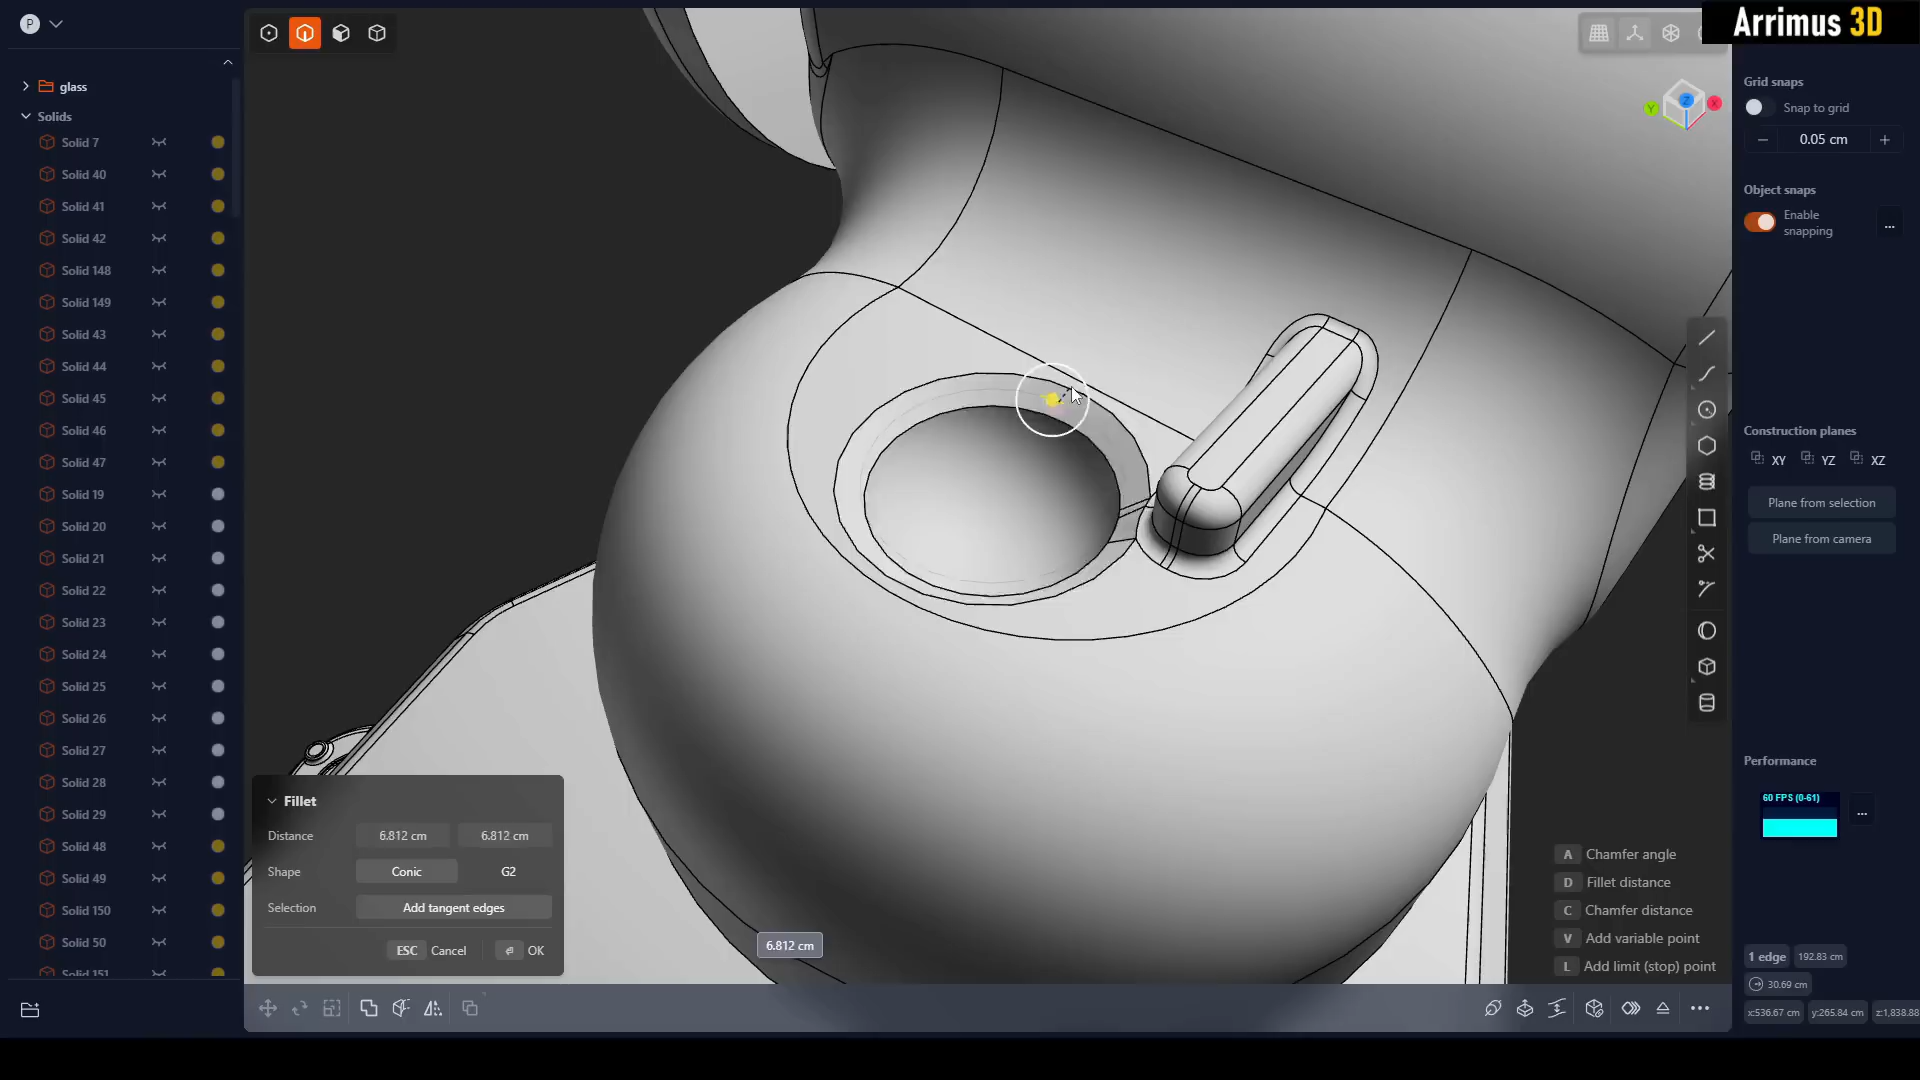 P
Arrimus 3D
glass
Solids
Solid 7
Solid 40
Solid 41
Solid 42
Solid 148
Solid 149
Solid 43
Solid 44
Solid 45
Solid 46
Solid 47
Solid 19
Solid 20
Solid 21
Solid 22
Solid 23
Solid 24
Solid 25
Solid 26
Solid 27
Solid 28
Solid 29
Solid 48
Solid 49
Solid 150
Solid 50
Solid 151
Fillet
Distance 6.812 cm 6.812 cm
Shape Conic G2
Selection Add tangent edges
ESC Cancel OK
6.812 cm
Z
X
Y
A Chamfer angle
D Fillet distance
C Chamfer distance
V Add variable point
L Add limit (stop) point
Grid snaps
Snap to grid
− 0.05 cm +
Object snaps
Enable
snapping
...
Construction planes
XY YZ XZ
Plane from selection
Plane from camera
Performance
60 FPS (0-61)
...
1 edge 192.83 cm
30.69 cm
x:536.67 cm y:265.84 cm z:1,838.88